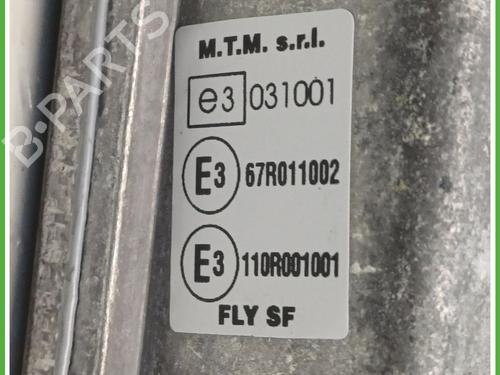 M.T.M. s.r.l.
e3 031001
E3 67R011002
E3 110R001001
FLY SF
B-PARTS